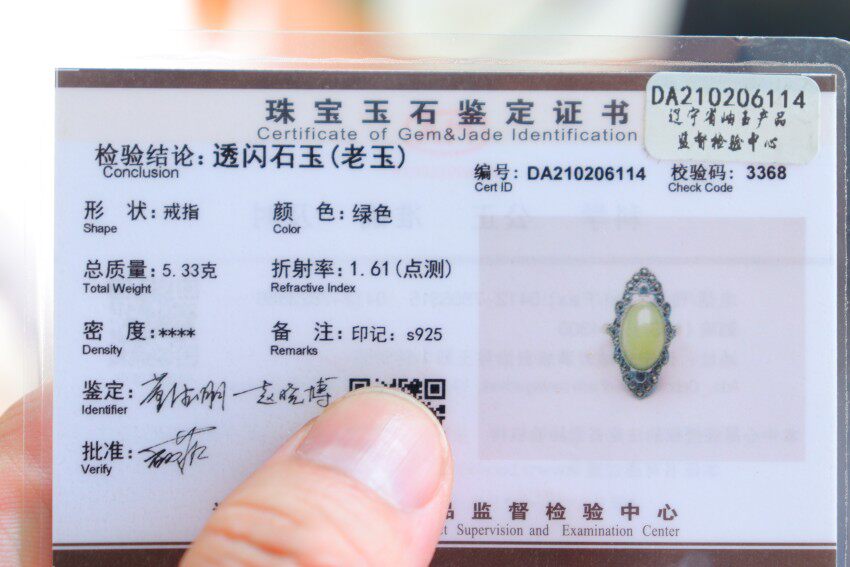 珠宝玉石鉴定证书
Certificate of Gem&Jade Identification
DA210206114
辽宁省岫玉产品
监督检验中心
检验结论：透闪石玉(老玉)
Conclusion
编号：DA210206114 校验码：3368
Cert ID Check Code
形 状：戒指 颜 色：绿色
Shape Color
总质量：5.33克 折射率：1.61(点测)
Total Weight Refractive Index
密 度：**** 备 注：印记：s925
Density Remarks
鉴定：
Identifier
批准：
Verify
品监督检验中心
Supervision and Examination Center